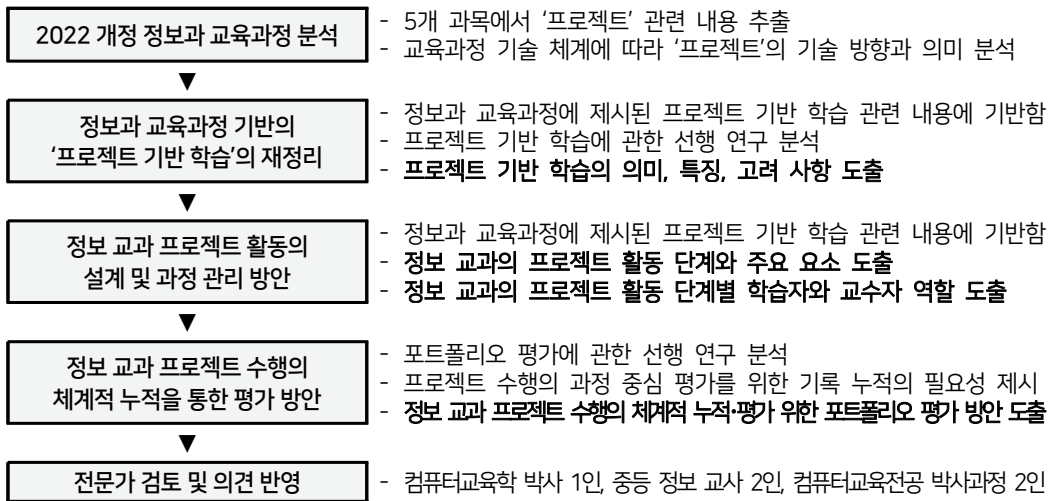 2022 개정 정보과 교육과정 분석
- 5개 과목에서 ‘프로젝트’ 관련 내용 추출
- 교육과정 기술 체계에 따라 ‘프로젝트’의 기술 방향과 의미 분석
▼
정보과 교육과정 기반의
‘프로젝트 기반 학습’의 재정리
- 정보과 교육과정에 제시된 프로젝트 기반 학습 관련 내용에 기반함
- 프로젝트 기반 학습에 관한 선행 연구 분석
- 프로젝트 기반 학습의 의미, 특징, 고려 사항 도출
▼
정보 교과 프로젝트 활동의
설계 및 과정 관리 방안
- 정보과 교육과정에 제시된 프로젝트 기반 학습 관련 내용에 기반함
- 정보 교과의 프로젝트 활동 단계와 주요 요소 도출
- 정보 교과의 프로젝트 활동 단계별 학습자와 교수자 역할 도출
▼
정보 교과 프로젝트 수행의
체계적 누적을 통한 평가 방안
- 포트폴리오 평가에 관한 선행 연구 분석
- 프로젝트 수행의 과정 중심 평가를 위한 기록 누적의 필요성 제시
- 정보 교과 프로젝트 수행의 체계적 누적·평가 위한 포트폴리오 평가 방안 도출
▼
전문가 검토 및 의견 반영
- 컴퓨터교육학 박사 1인, 중등 정보 교사 2인, 컴퓨터교육전공 박사과정 2인